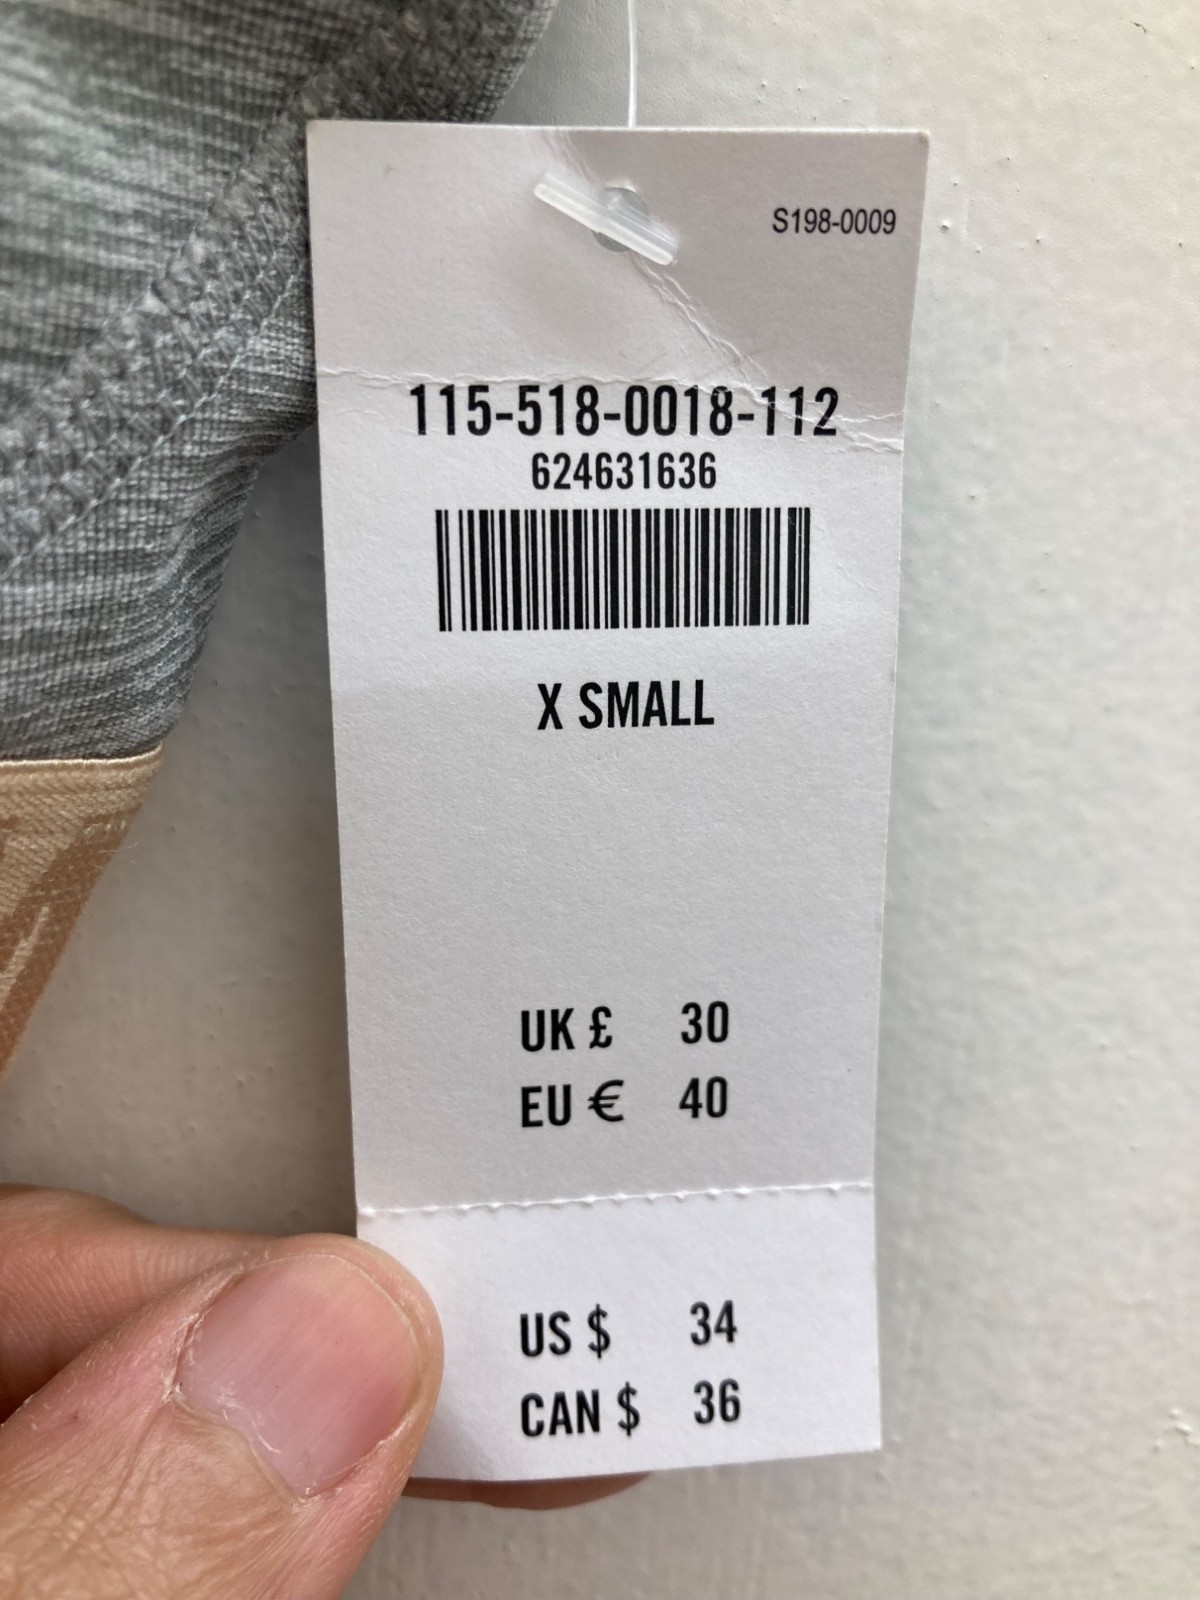 S198-0009
115-518-0018-112
624631636
X SMALL
UK £ 30
EU € 40
US $ 34
CAN $ 36